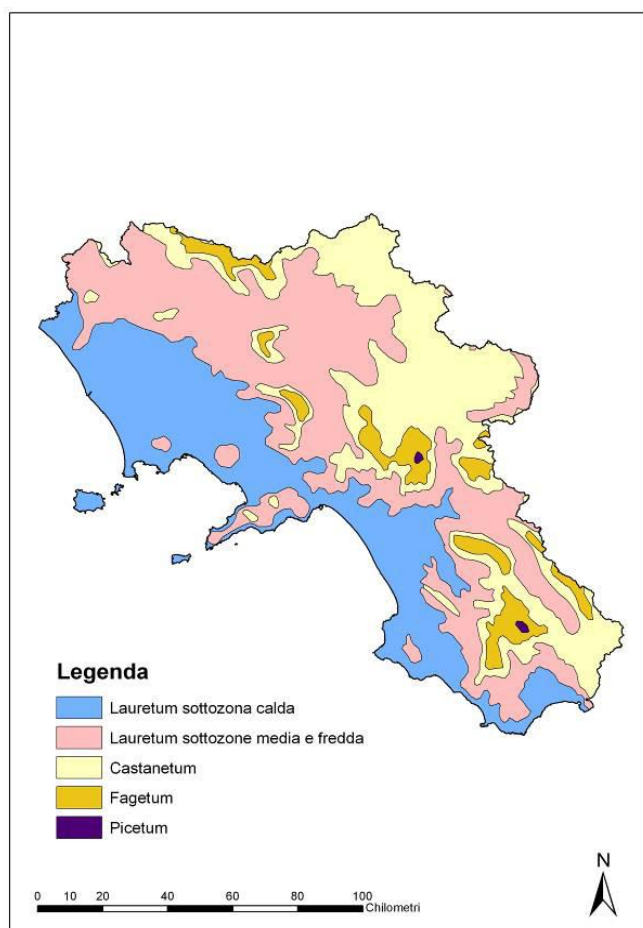 Legenda
Lauretum sottozona calda
Lauretum sottozone media e fredda
Castanetum
Fagetum
Picetum
N
0 10 20 40 60 80 100
Chilometri